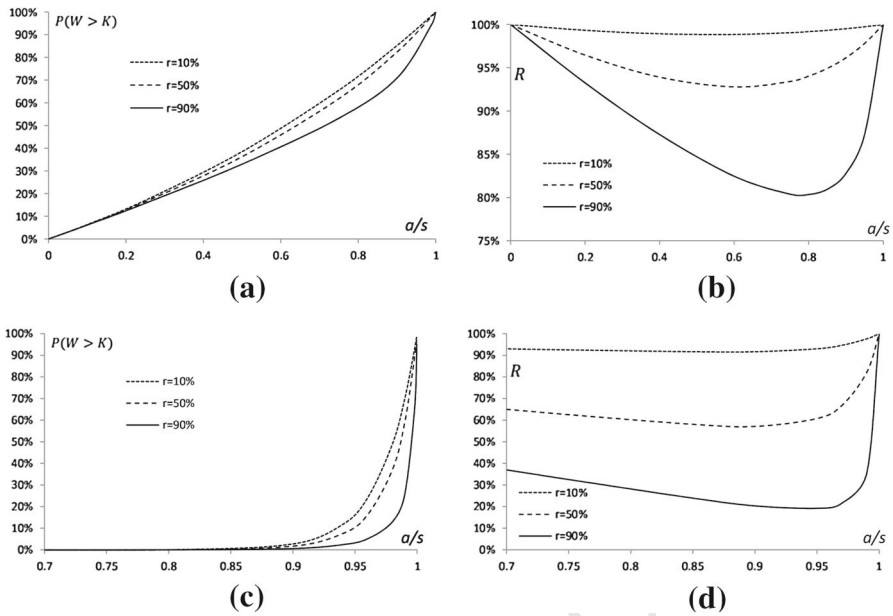 P(W > K)
100%
90%
80%
70%
60%
50%
40%
30%
20%
10%
0%
r=10%
r=50%
r=90%
a/s
0 0.2 0.4 0.6 0.8 1
(a)
100%
95%
90%
85%
80%
75%
R
r=10%
r=50%
r=90%
a/s
0 0.2 0.4 0.6 0.8 1
(b)
P(W > K)
100%
90%
80%
70%
60%
50%
40%
30%
20%
10%
0%
r=10%
r=50%
r=90%
a/s
0.7 0.75 0.8 0.85 0.9 0.95 1
(c)
100%
90%
80%
70%
60%
50%
40%
30%
20%
10%
0%
R
r=10%
r=50%
r=90%
a/s
0.7 0.75 0.8 0.85 0.9 0.95 1
(d)